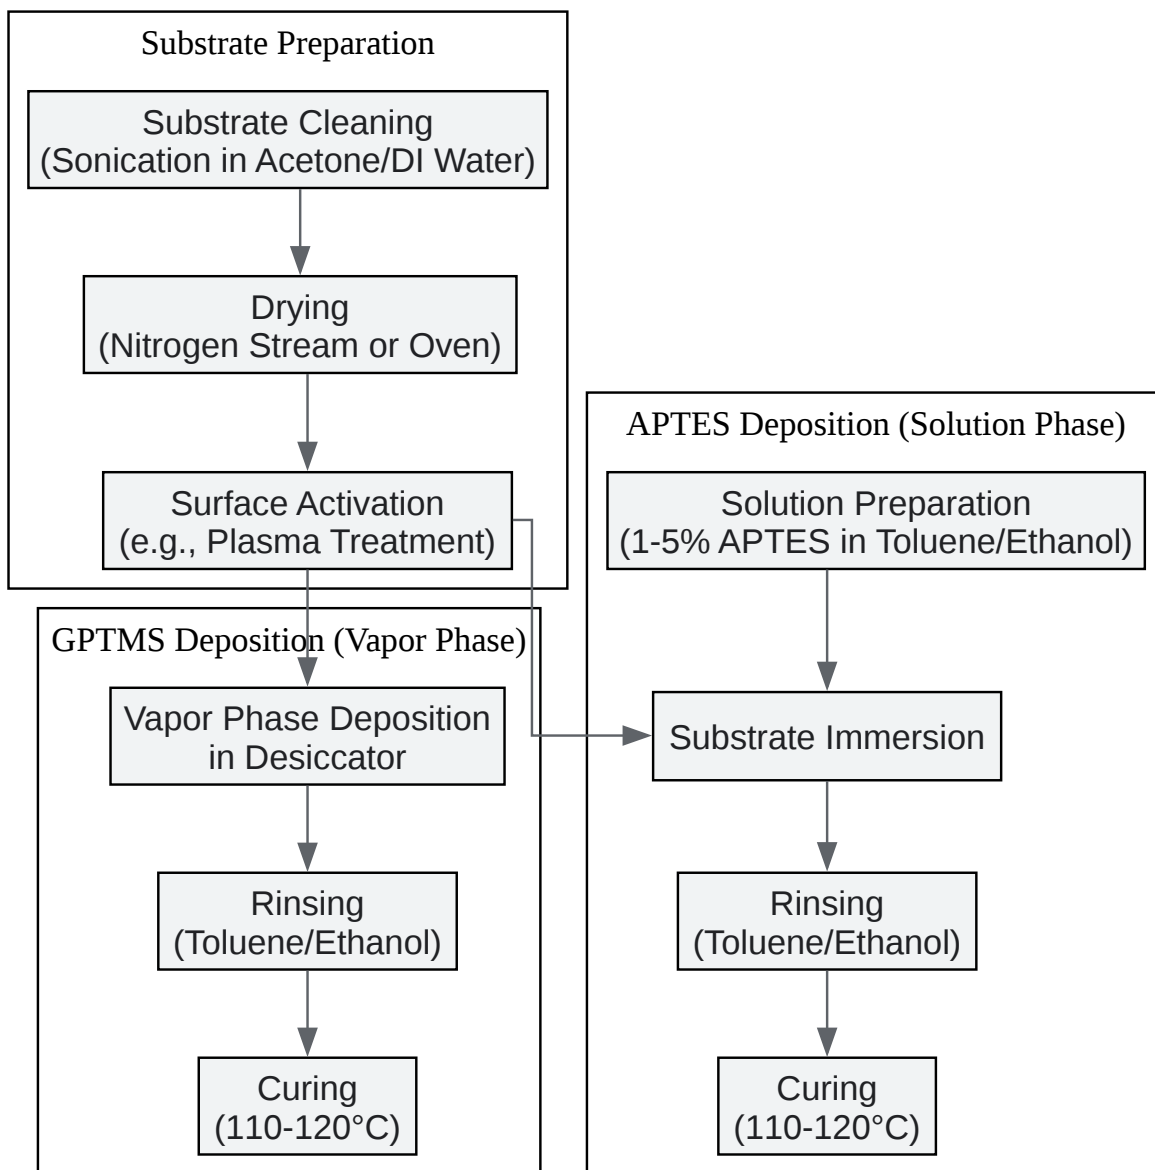 Substrate Preparation
Substrate Cleaning
(Sonication in Acetone/DI Water)
Drying
(Nitrogen Stream or Oven)
Surface Activation
(e.g., Plasma Treatment)
GPTMS Deposition (Vapor Phase)
Vapor Phase Deposition
in Desiccator
Rinsing
(Toluene/Ethanol)
Curing
(110-120°C)
APTES Deposition (Solution Phase)
Solution Preparation
(1-5% APTES in Toluene/Ethanol)
Substrate Immersion
Rinsing
(Toluene/Ethanol)
Curing
(110-120°C)